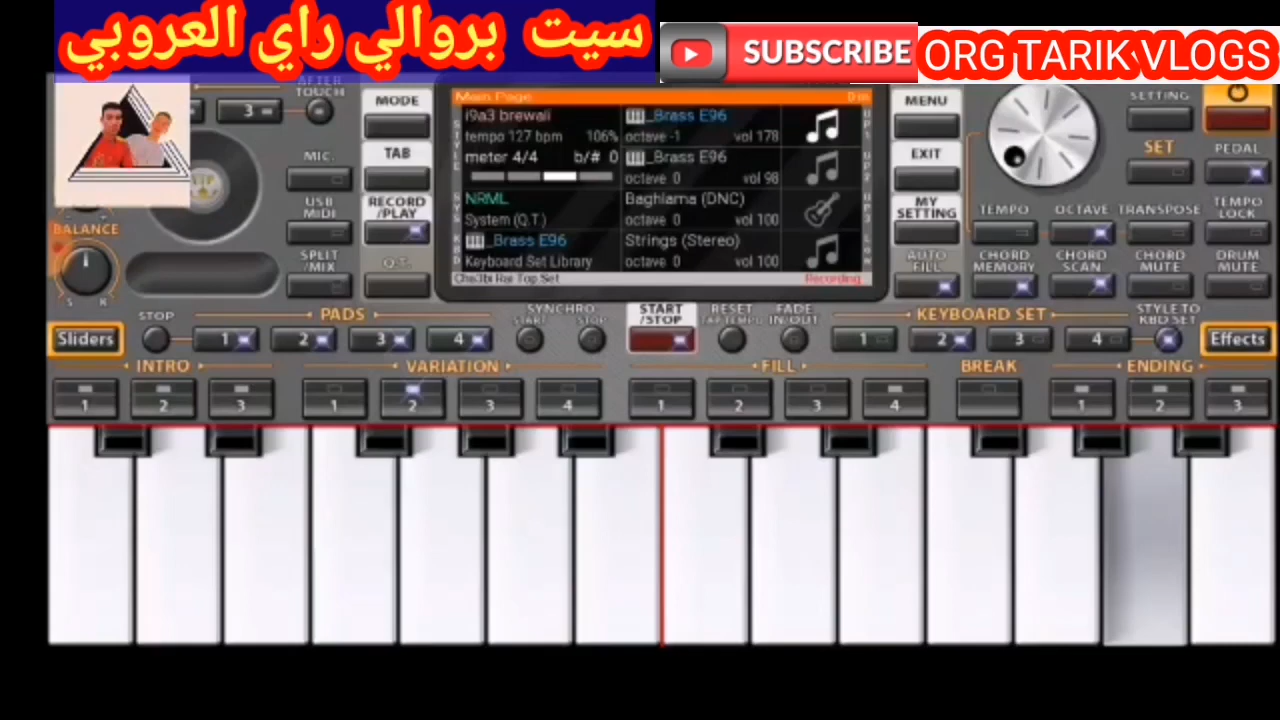 سيت بروالي راي العروبي
SUBSCRIBE
ORG TARIK VLOGS
AFTER TOUCH
3
MIC.
USB MIDI
SPLIT /MIX
BALANCE
MODE
TAB
RECORD /PLAY
Q.T.
Main Page
i9a3 brewali
tempo 127 bpm 106%
meter 4/4 b/# 0
NRML
System (Q.T.)
_Brass E96
Keyboard Set Library
_Brass E96
octave -1 vol 178
_Brass E96
octave 0 vol 98
Baghlama (DNC)
octave 0 vol 100
Strings (Stereo)
octave 0 vol 100
Recording
MENU
EXIT
MY SETTING
AUTO FILL
SETTING
SET
PEDAL
TEMPO
OCTAVE
TRANSPOSE
TEMPO LOCK
CHORD MEMORY
CHORD SCAN
CHORD MUTE
DRUM MUTE
Sliders
STOP
PADS
1 2 3 4
SYNCHRO
START STOP
START /STOP
RESET
TAP TEMPO
FADE IN/OUT
KEYBOARD SET
1 2 3 4
STYLE TO KBD SET
Effects
INTRO
1 2 3
VARIATION
1 2 3 4
FILL
1 2 3 4
BREAK
ENDING
1 2 3